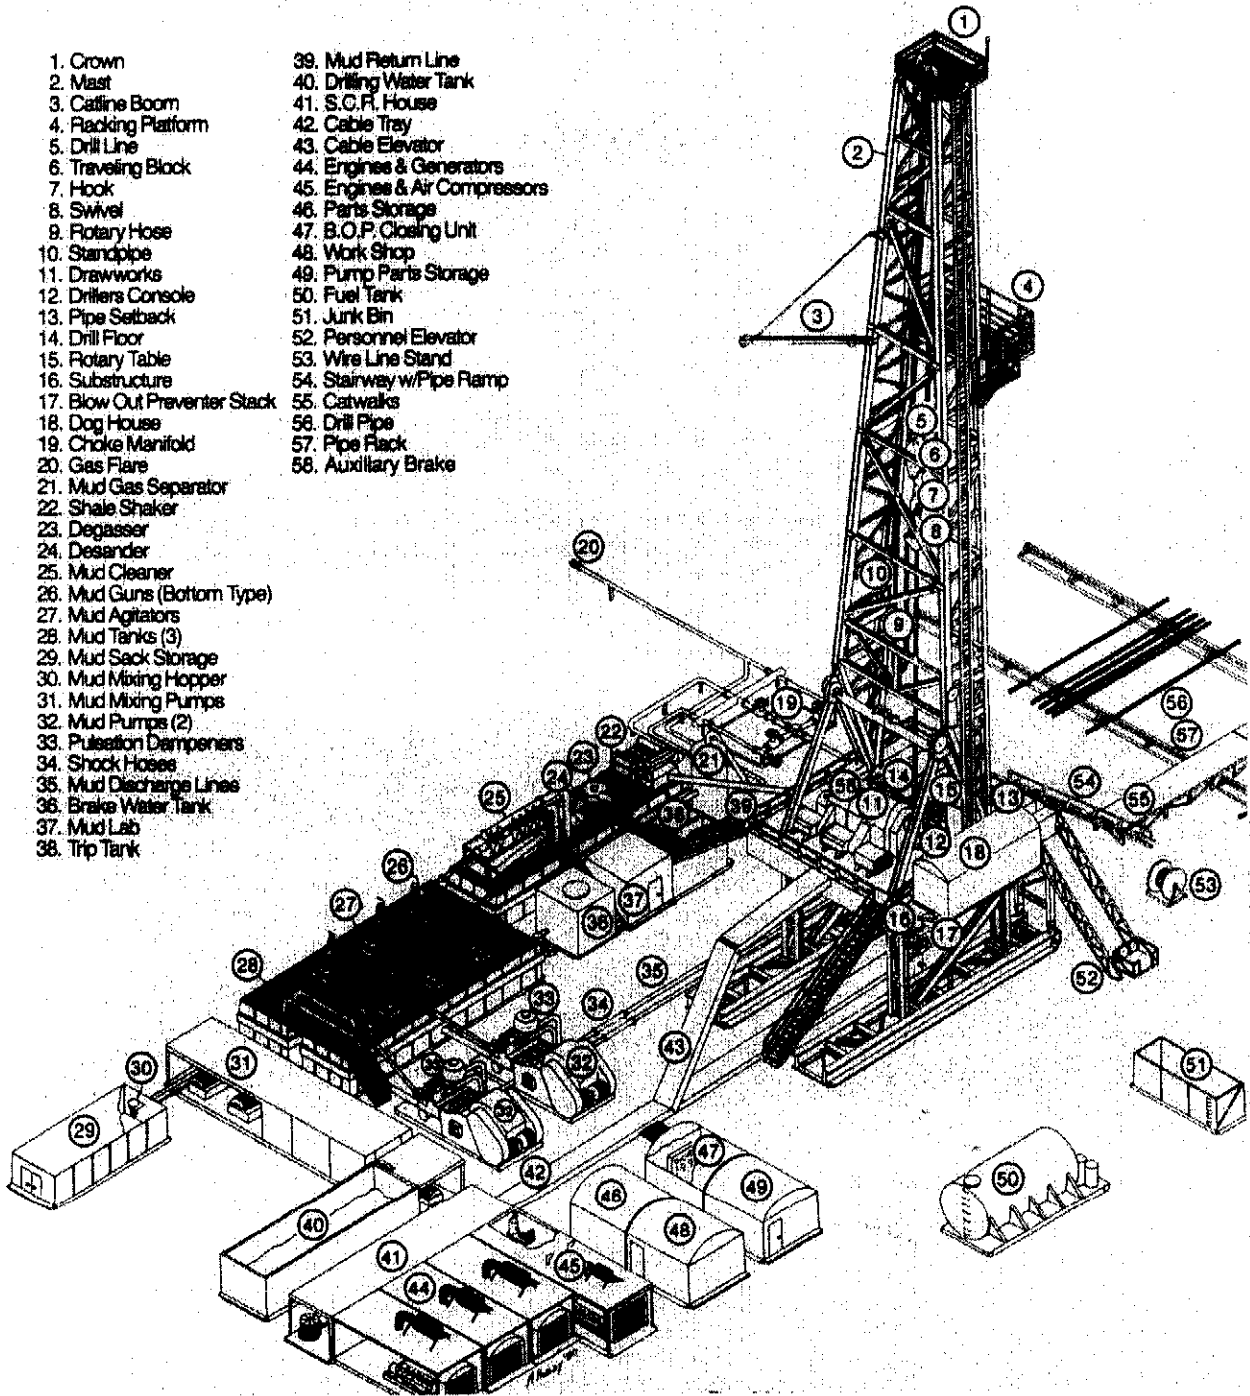 1. Crown
2. Mast
3. Catline Boom
4. Racking Platform
5. Drill Line
6. Traveling Block
7. Hook
8. Swivel
9. Rotary Hose
10. Standpipe
11. Drawworks
12. Drillers Console
13. Pipe Setback
14. Drill Floor
15. Rotary Table
16. Substructure
17. Blow Out Preventer Stack
18. Dog House
19. Choke Manifold
20. Gas Flare
21. Mud Gas Separator
22. Shale Shaker
23. Degasser
24. Desander
25. Mud Cleaner
26. Mud Guns (Bottom Type)
27. Mud Agitators
28. Mud Tanks (3)
29. Mud Sack Storage
30. Mud Mixing Hopper
31. Mud Mixing Pumps
32. Mud Pumps (2)
33. Pulsation Dampeners
34. Shock Hoses
35. Mud Discharge Lines
36. Brake Water Tank
37. Mud Lab
38. Trip Tank
39. Mud Return Line
40. Drilling Water Tank
41. S.C.R. House
42. Cable Tray
43. Cable Elevator
44. Engines & Generators
45. Engines & Air Compressors
46. Parts Storage
47. B.O.P. Closing Unit
48. Work Shop
49. Pump Parts Storage
50. Fuel Tank
51. Junk Bin
52. Personnel Elevator
53. Wire Line Stand
54. Stairway w/Pipe Ramp
55. Catwalks
56. Drill Pipe
57. Pipe Rack
58. Auxiliary Brake
1
2
3
4
5
6
7
8
20
10
9
56
57
19
22
21
23
24
58
14
54
25
39
38
11
15
13
55
12
18
26
53
37
36
27
16
17
28
35
52
33
34
32
43
31
30
33
51
32
29
42
47
46
49
50
40
48
41
45
44